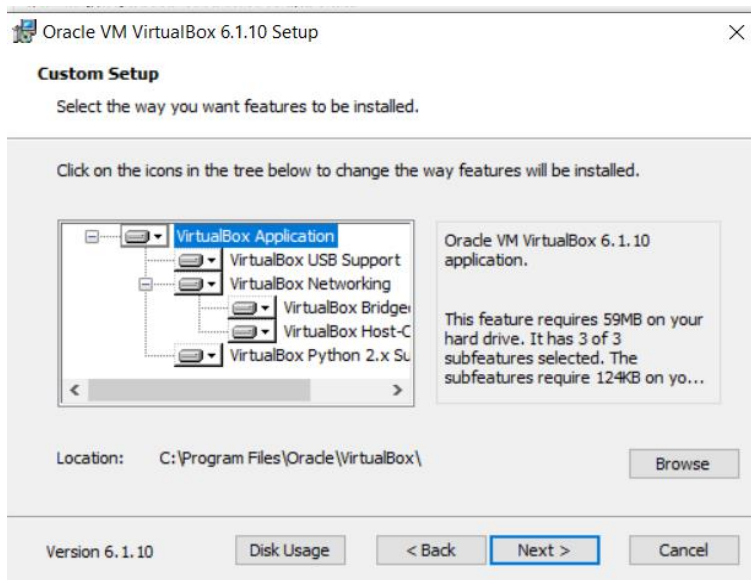 Oracle VM VirtualBox 6.1.10 Setup
Custom Setup
Select the way you want features to be installed.
Click on the icons in the tree below to change the way features will be installed.
VirtualBox Application
VirtualBox USB Support
VirtualBox Networking
VirtualBox Bridge
VirtualBox Host-C
VirtualBox Python 2.x Su
Oracle VM VirtualBox 6.1.10
application.
This feature requires 59MB on your
hard drive. It has 3 of 3
subfeatures selected. The
subfeatures require 124KB on yo...
Location: C:\Program Files\Oracle\VirtualBox\
Browse
Version 6.1.10
Disk Usage
< Back
Next >
Cancel